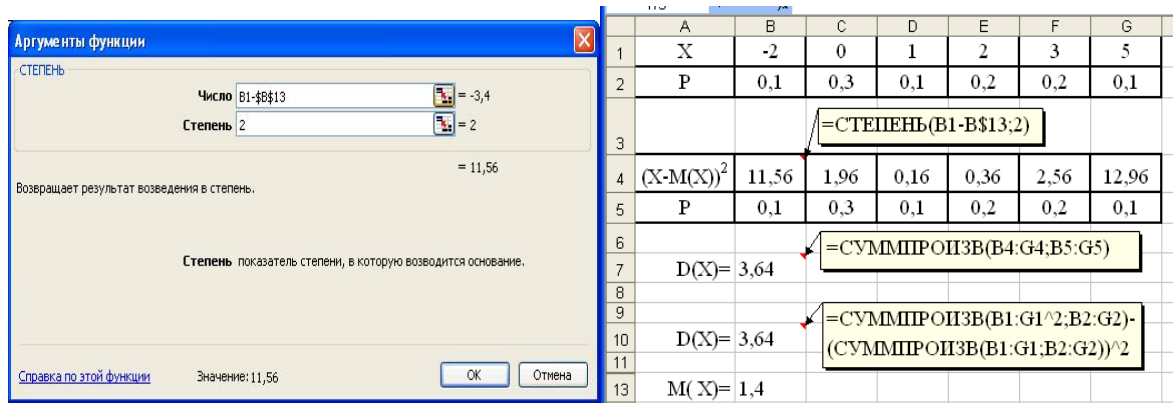 Аргументы функции
СТЕПЕНЬ
Число B1-$B$13 = -3,4
Степень 2 = 2
= 11,56
Возвращает результат возведения в степень.
Степень показатель степени, в которую возводится основание.
Справка по этой функции Значение:11,56 ОК Отмена
A B C D E F G
1 X -2 0 1 2 3 5
2 P 0,1 0,3 0,1 0,2 0,2 0,1
=СТЕПЕНЬ(B1-B$13;2)
3
4 (X-M(X))² 11,56 1,96 0,16 0,36 2,56 12,96
5 P 0,1 0,3 0,1 0,2 0,2 0,1
6 =СУММПРОИЗВ(B4:G4;B5:G5)
7 D(X)= 3,64
8
9 =СУММПРОИЗВ(B1:G1^2;B2:G2)-
10 D(X)= 3,64 (СУММПРОИЗВ(B1:G1;B2:G2))^2
11
13 M( X)= 1,4